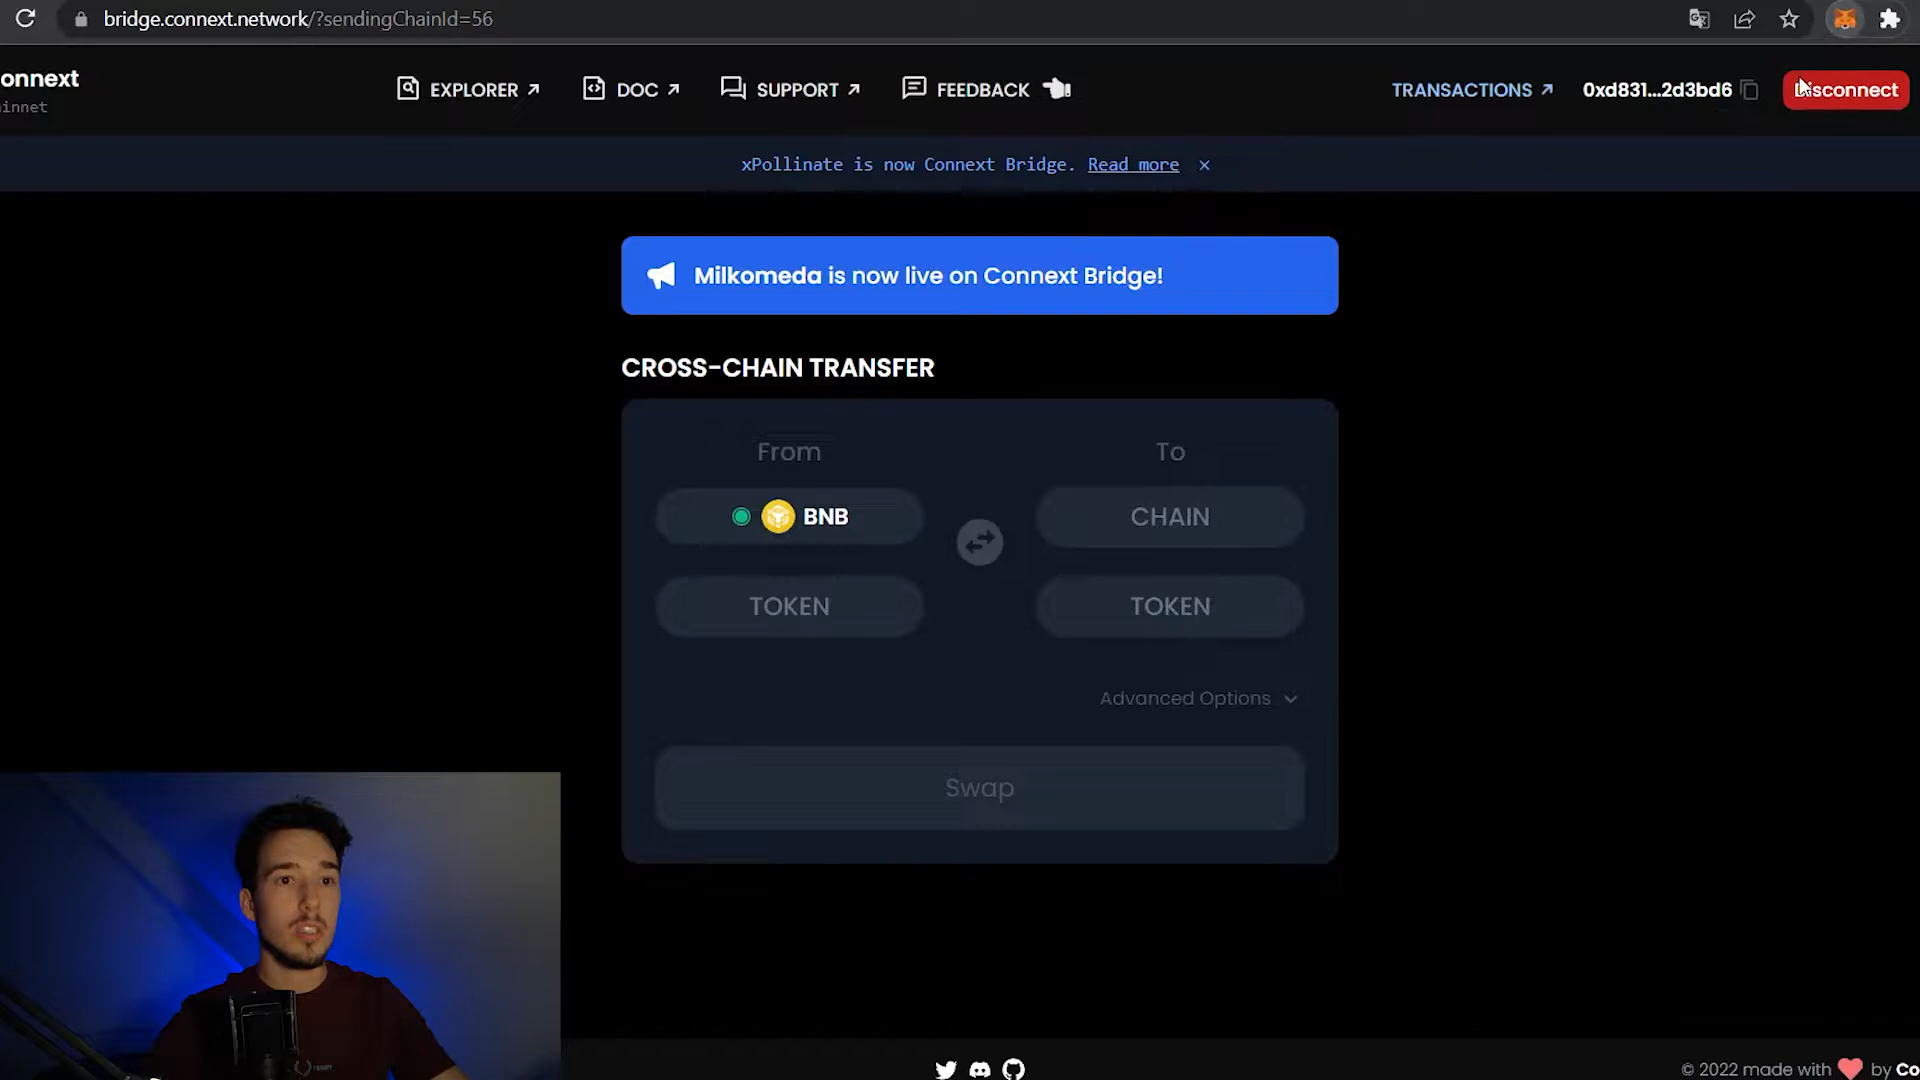 bridge.connext.network/?sendingChainId=56
onnext
ainnet
EXPLORER ↗
DOC ↗
SUPPORT ↗
FEEDBACK
TRANSACTIONS ↗
0xd831...2d3bd6
Disconnect
xPollinate is now Connext Bridge. Read more ×
Milkomeda is now live on Connext Bridge!
CROSS-CHAIN TRANSFER
From
To
BNB
CHAIN
TOKEN
TOKEN
Advanced Options
Swap
© 2022 made with ❤ by Co